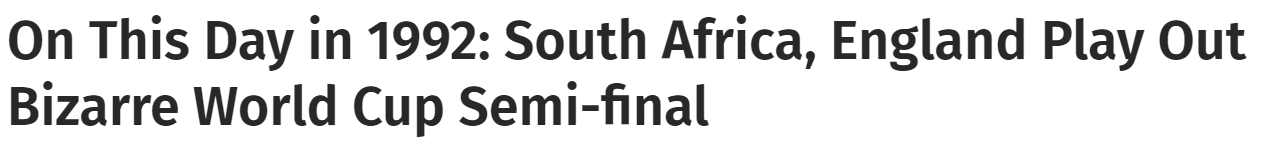 On This Day in 1992: South Africa, England Play Out
Bizarre World Cup Semi-final